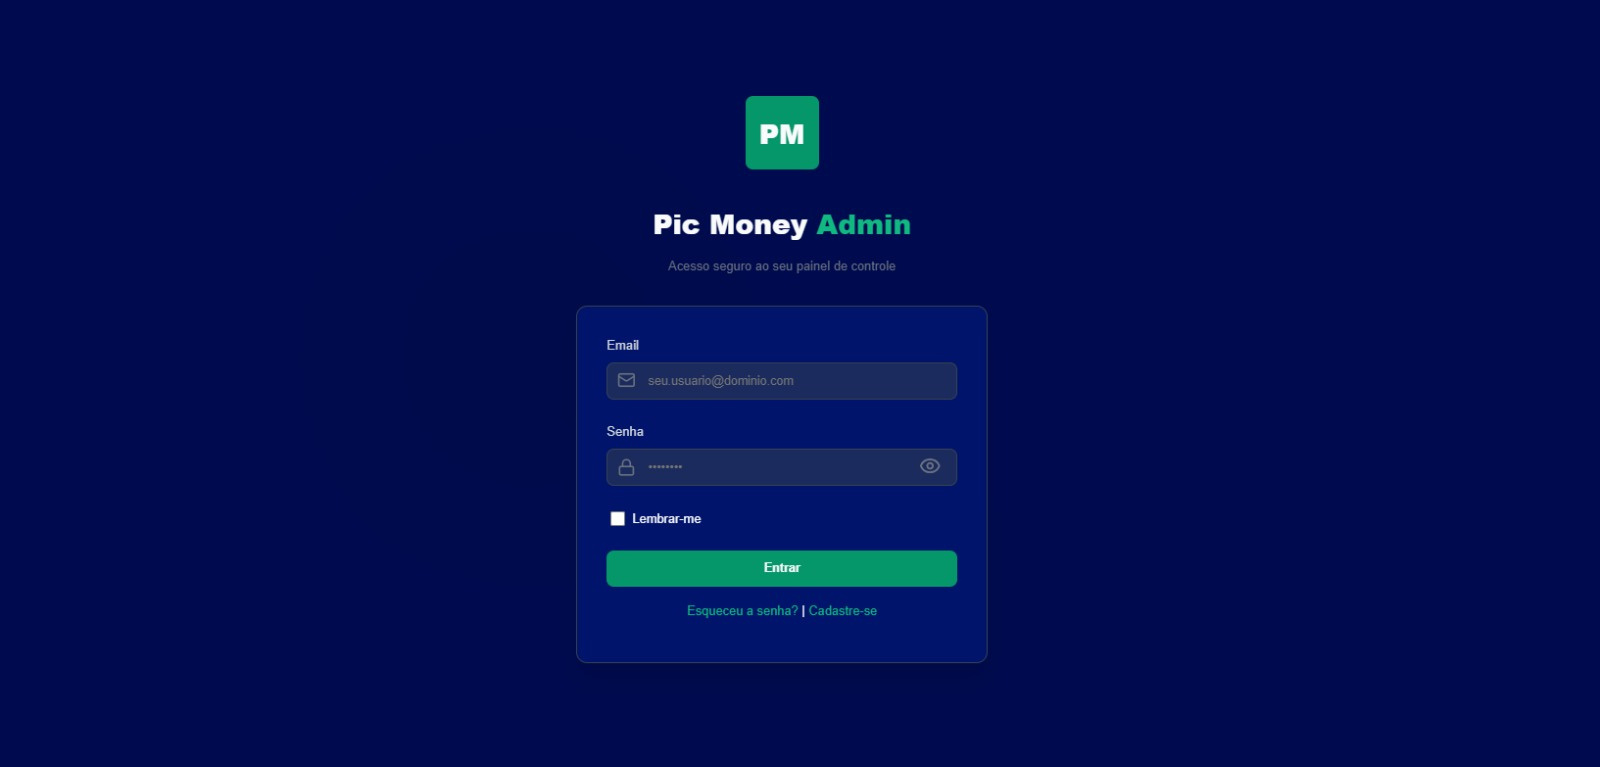 PM
Pic Money Admin
Acesso seguro ao seu painel de controle
Email
seu.usuario@dominio.com
Senha
••••••••
Lembrar-me
Entrar
Esqueceu a senha? | Cadastre-se